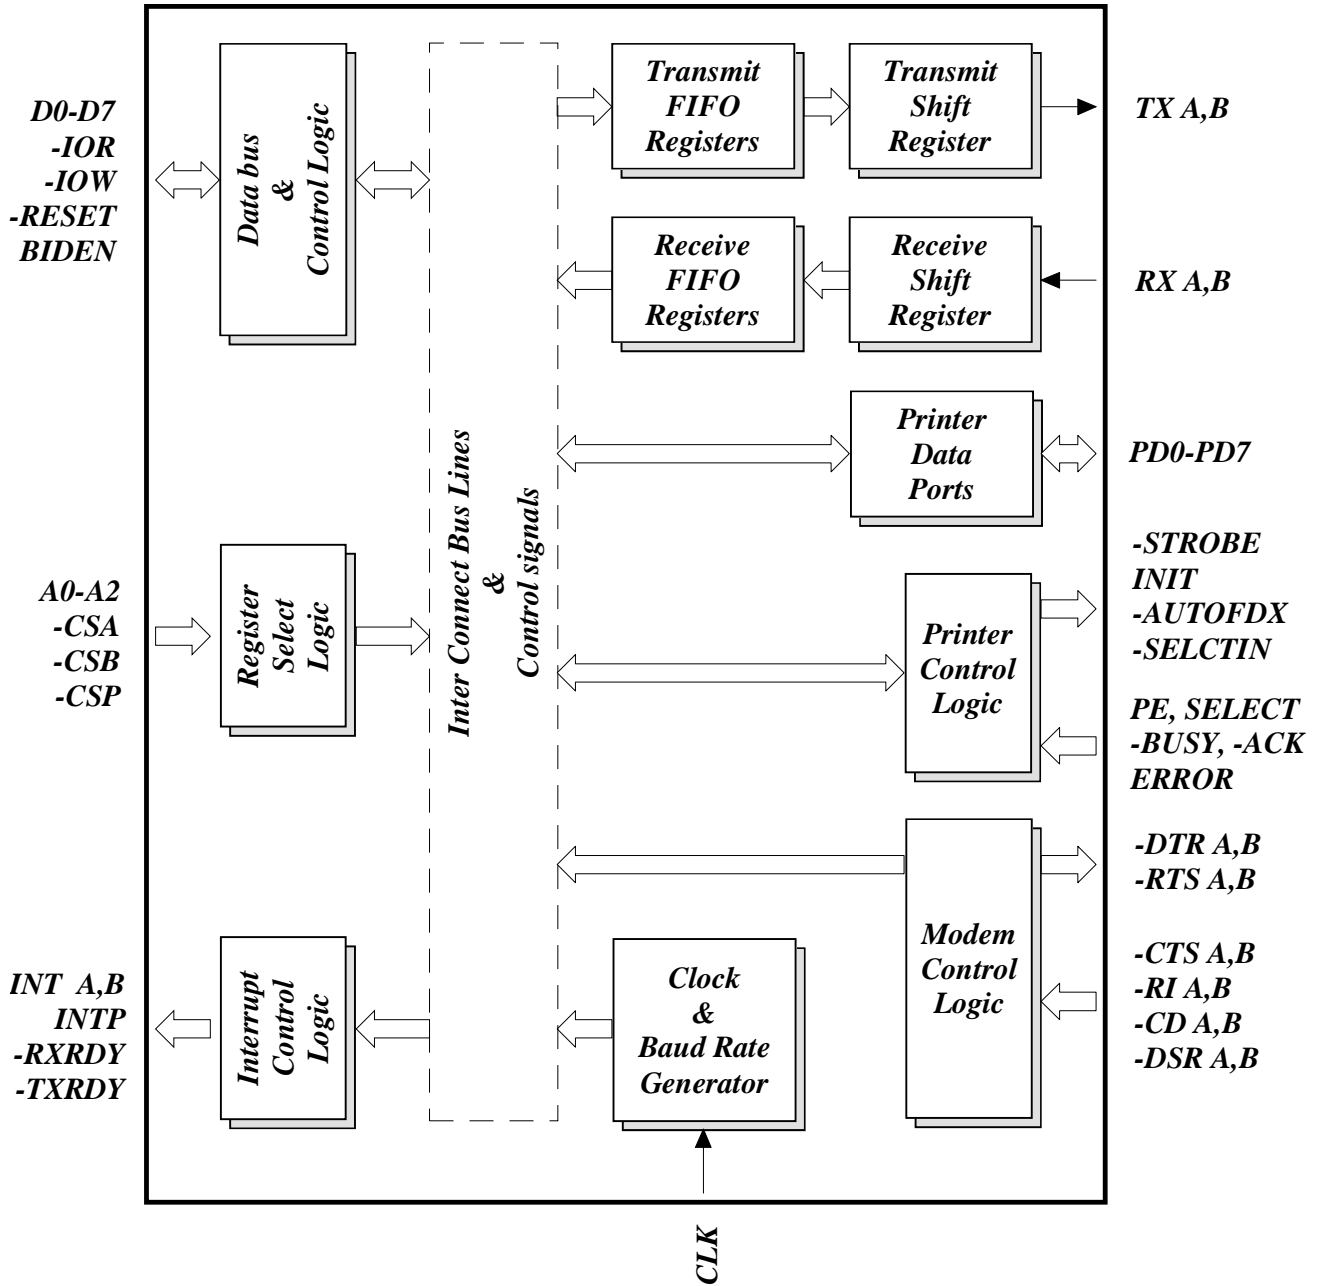 D0-D7
-IOR
-IOW
-RESET
BIDEN
A0-A2
-CSA
-CSB
-CSP
INT A,B
INTP
-RXRDY
-TXRDY
Data bus
&
Control Logic
Register
Select
Logic
Interrupt
Control
Logic
Inter Connect Bus Lines
&
Control signals
Transmit
FIFO
Registers
Transmit
Shift
Register
Receive
FIFO
Registers
Receive
Shift
Register
Printer
Data
Ports
Printer
Control
Logic
Modem
Control
Logic
Clock
&
Baud Rate
Generator
TX A,B
RX A,B
PD0-PD7
-STROBE
INIT
-AUTOFDX
-SELCTIN
PE, SELECT
-BUSY, -ACK
ERROR
-DTR A,B
-RTS A,B
-CTS A,B
-RI A,B
-CD A,B
-DSR A,B
CLK